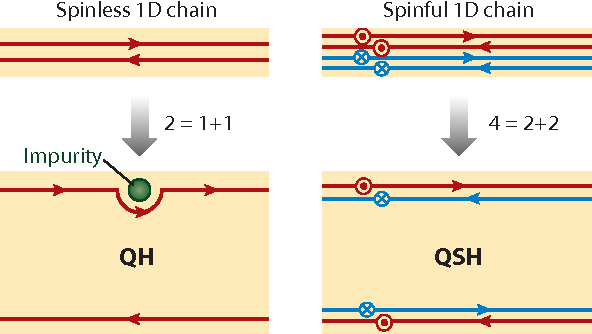 Spinless 1D chain
Spinful 1D chain
2 = 1+1
4 = 2+2
Impurity
QH
QSH